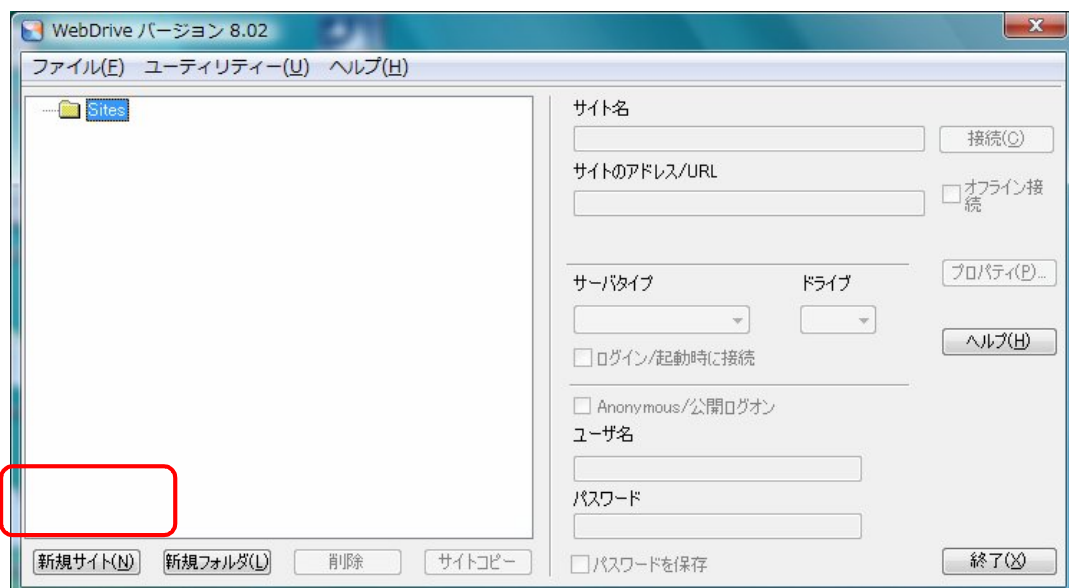 WebDrive バージョン 8.02
ファイル(F) ユーティリティー(U) ヘルプ(H)
Sites
サイト名
接続(C)
サイトのアドレス/URL
オフライン接
続
サーバタイプ ドライブ
プロパティ(P)...
ログイン/起動時に接続
ヘルプ(H)
Anonymous/公開ログオン
ユーザ名
パスワード
パスワードを保存
新規サイト(N) 新規フォルダ(L) 削除 サイトコピー
終了(X)